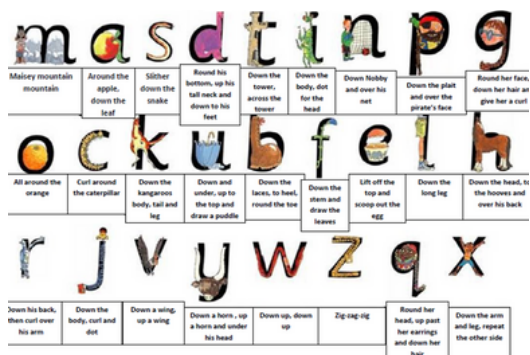 m a s d t i n p g
Maisey mountain
mountain
Around the
apple,
down the
leaf
Slither
down the
snake
Round his
bottom, up his
tall neck and
down to his
feet
Down the
tower,
across the
tower
Down the
body, dot
for the
head
Down Nobby
and over his
net
Down the plait
and over the
pirate's face
Round her face,
down her hair and
give her a curl
o c k u b f e l h
All around the
orange
Curl around
the caterpillar
Down the
kangaroos
body, tail and
leg
Down and
under, up to
the top and
draw a puddle
Down the
laces, to heel,
round the toe
Down the
stem and
draw the
leaves
Lift off the
top and
scoop out the
egg
Down the
long leg
Down the head, to
the hooves and
over his back
r j v y w z q x
Down his back,
then curl over
his arm
Down the
body, curl and
dot
Down a wing,
up a wing
Down a horn , up
a horn and under
his head
Down up, down
up
Zig-zag-zig
Round her
head, up past
her earrings
and down her
hair
Down the arm
and leg, repeat
the other side